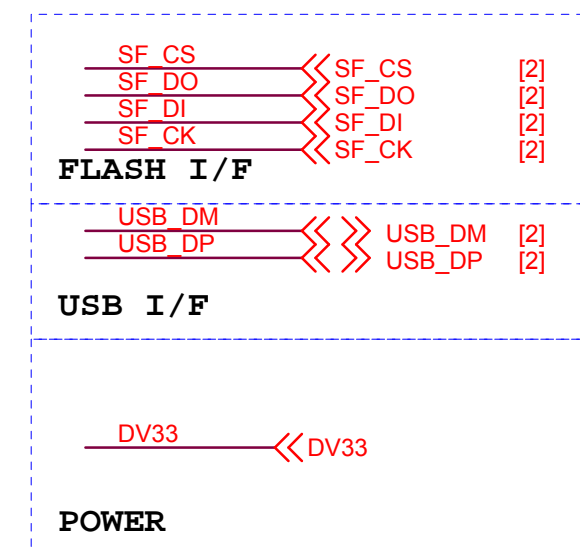 SF_CS SF_CS [2]
SF_DO SF_DO [2]
SF_DI SF_DI [2]
SF_CK SF_CK [2]
FLASH I/F
USB_DM USB_DM [2]
USB_DP USB_DP [2]
USB I/F
DV33 DV33
POWER